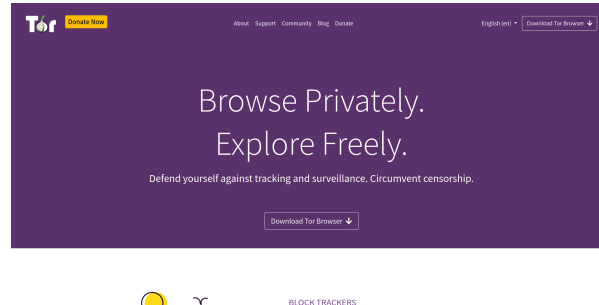 Tor
Donate Now
About Support Community Blog Donate
English (en)
Download Tor Browser ↓
Browse Privately.
Explore Freely.
Defend yourself against tracking and surveillance. Circumvent censorship.
Download Tor Browser ↓
BLOCK TRACKERS